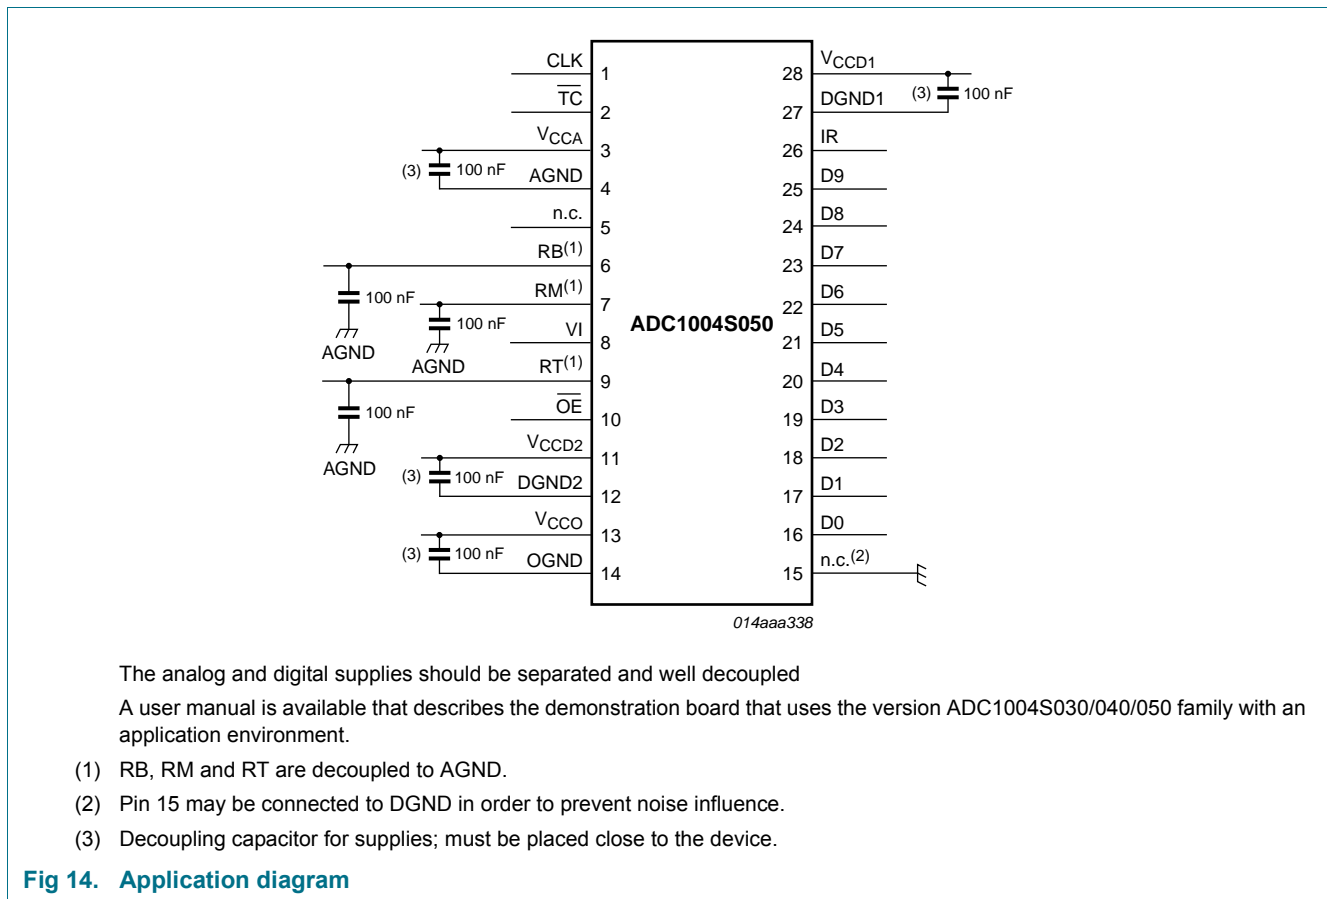 CLK 1
TC 2
VCCA 3
(3) 100 nF
AGND 4
n.c. 5
RB(1) 6
100 nF
AGND
RM(1) 7
100 nF
AGND
VI 8
RT(1) 9
100 nF
AGND
OE 10
VCCD2 11
(3) 100 nF
DGND2 12
VCCO 13
(3) 100 nF
OGND 14
ADC1004S050
28 VCCD1
(3) 100 nF
27 DGND1
26 IR
25 D9
24 D8
23 D7
22 D6
21 D5
20 D4
19 D3
18 D2
17 D1
16 D0
15 n.c.(2)
014aaa338
The analog and digital supplies should be separated and well decoupled
A user manual is available that describes the demonstration board that uses the version ADC1004S030/040/050 family with an
application environment.
(1) RB, RM and RT are decoupled to AGND.
(2) Pin 15 may be connected to DGND in order to prevent noise influence.
(3) Decoupling capacitor for supplies; must be placed close to the device.
Fig 14. Application diagram